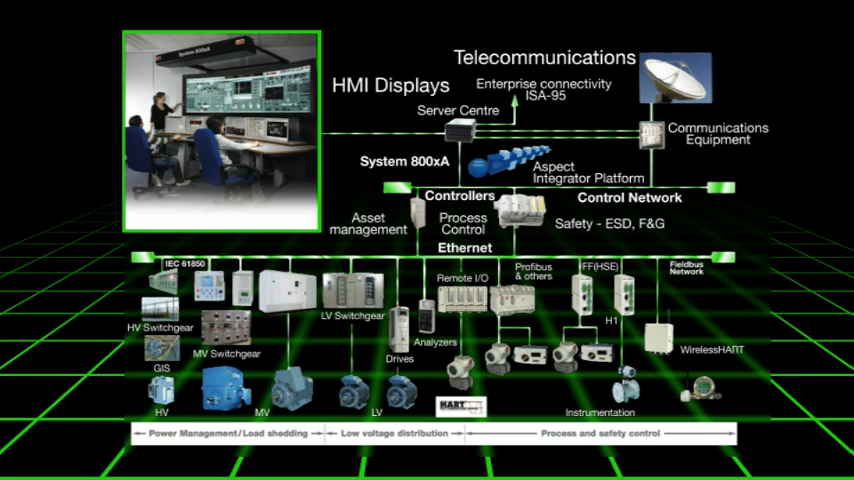 System 800xA
Telecommunications
HMI Displays
Enterprise connectivity
ISA-95
Server Centre
Communications
Equipment
System 800xA
Aspect
Integrator Platform
Controllers
Control Network
Asset
management
Process
Control
Safety - ESD, F&G
Ethernet
IEC 61850
Remote I/O
Profibus
& others
FF(HSE)
Fieldbus
Network
HV Switchgear
LV Switchgear
H1
MV Switchgear
Analyzers
WirelessHART
Drives
GIS
HV
MV
LV
HART
Instrumentation
Power Management/Load shedding
Low voltage distribution
Process and safety control